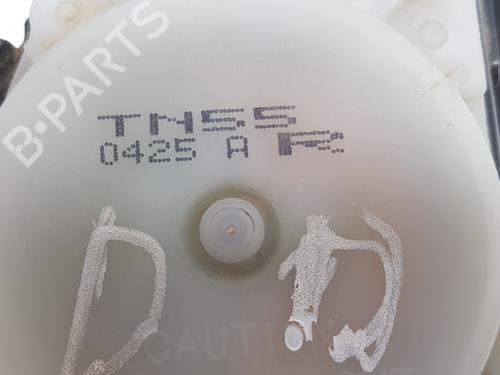 B-PARTS
TN55
0425 A R
D D
CAUTION